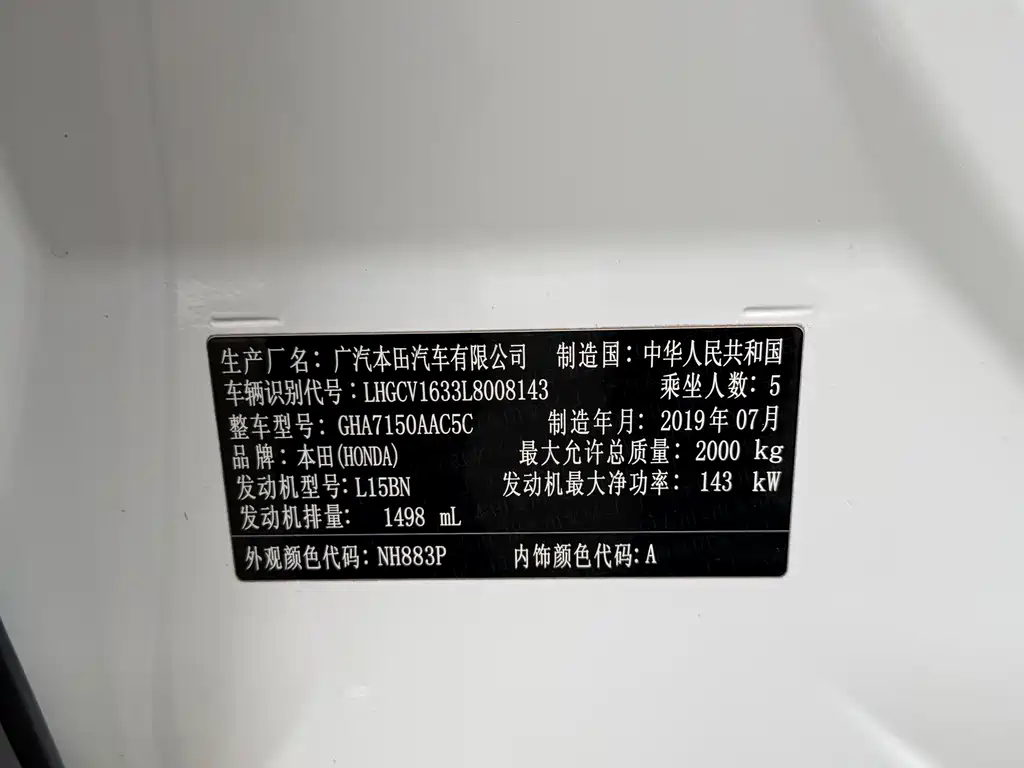 生产厂名：广汽本田汽车有限公司 制造国：中华人民共和国
车辆识别代号：LHGCV1633L8008143 乘坐人数：5
整车型号：GHA7150AAC5C 制造年月：2019年07月
品牌：本田(HONDA) 最大允许总质量：2000 kg
发动机型号：L15BN 发动机最大净功率：143 kW
发动机排量：1498 mL
外观颜色代码：NH883P 内饰颜色代码：A